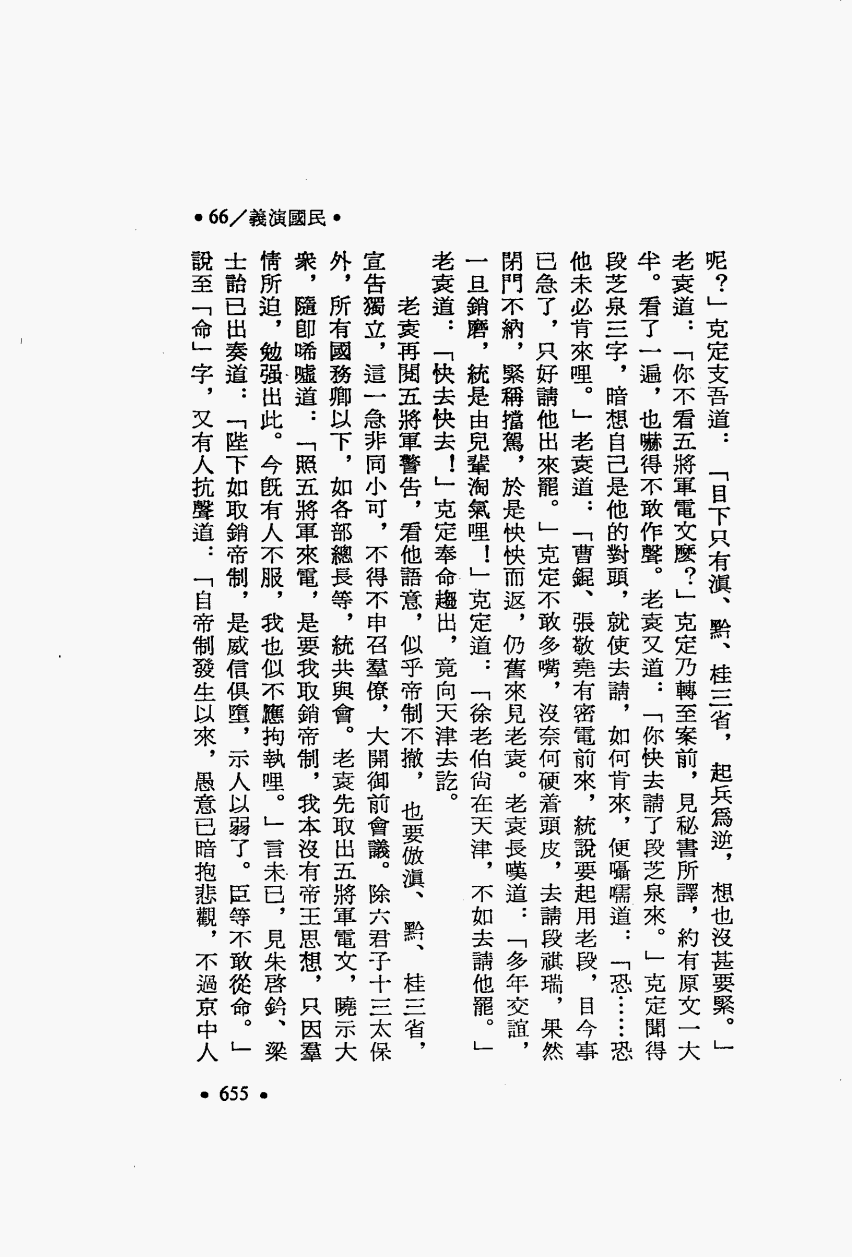 •66／義演國民•
呢？」克定支吾道：「目下只有滇、黔、桂三省，起兵爲逆，想也沒甚要緊。」
老袁道：「你不看五將軍電文麼？」克定乃轉至案前，見秘書所譯，約有原文一大
半。看了一遍，也嚇得不敢作聲。老袁又道：「你快去請了段芝泉來。」克定聞得
段芝泉三字，暗想自己是他的對頭，就使去請，如何肯來，便囁嚅道：「恐……恐
他未必肯來哩。」老袁道：「曹錕、張敬堯有密電前來，統說要起用老段，目今事
已急了，只好請他出來罷。」克定不敢多嘴，沒奈何硬着頭皮，去請段祺瑞，果然
閉門不納，緊稱擋駕，於是怏怏而返，仍舊來見老袁。老袁長嘆道：「多年交誼，
一旦銷磨，統是由兒輩淘氣哩！」克定道：「徐老伯尙在天津，不如去請他罷。」
老袁道：「快去快去！」克定奉命趨出，竟向天津去訖。
老袁再閱五將軍警告，看他語意，似乎帝制不撤，也要倣滇、黔、桂三省，
宣告獨立，這一急非同小可，不得不申召羣僚，大開御前會議。除六君子十三太保
外，所有國務卿以下，如各部總長等，統共與會。老袁先取出五將軍電文，曉示大
衆，隨卽唏噓道：「照五將軍來電，是要我取銷帝制，我本沒有帝王思想，只因羣
情所迫，勉强出此。今旣有人不服，我也似不應拘執哩。」言未已，見朱啓鈐、梁
士詒已出奏道：「陛下如取銷帝制，是威信俱墮，示人以弱了。臣等不敢從命。」
說至「命」字，又有人抗聲道：「自帝制發生以來，愚意已暗抱悲觀，不過京中人
•655•